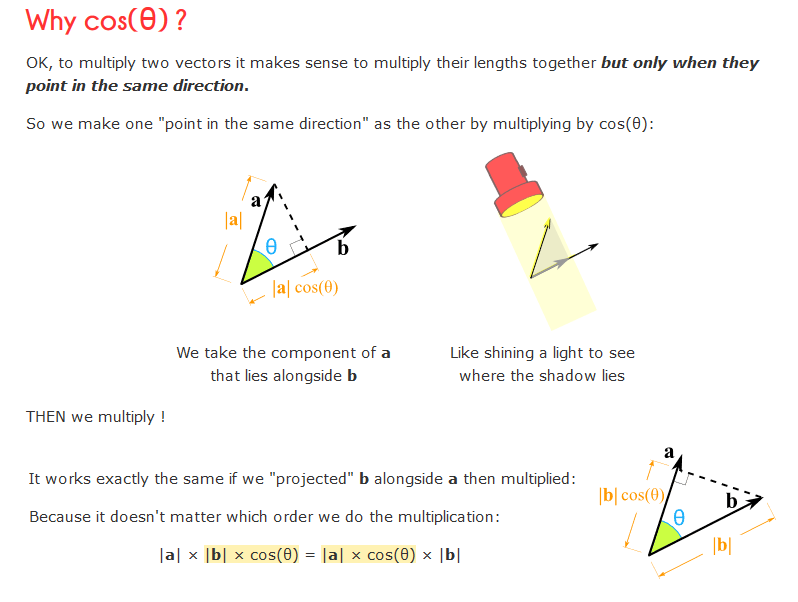 Why cos(θ) ?
OK, to multiply two vectors it makes sense to multiply their lengths together but only when they
point in the same direction.
So we make one "point in the same direction" as the other by multiplying by cos(θ):
a
|a|
θ
b
|a| cos(θ)
We take the component of a
that lies alongside b
Like shining a light to see
where the shadow lies
THEN we multiply !
It works exactly the same if we "projected" b alongside a then multiplied:
Because it doesn't matter which order we do the multiplication:
|a| × |b| × cos(θ) = |a| × cos(θ) × |b|
a
|b| cos(θ)
b
θ
|b|